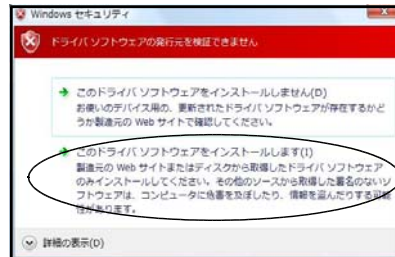 Windows セキュリティ
ドライバ ソフトウェアの発行元を検証できません
このドライバ ソフトウェアをインストールしません(D)
お使いのデバイス用の、更新されたドライバ ソフトウェアが存在するかど
うか製造元の Web サイトで確認してください。
このドライバ ソフトウェアをインストールします(I)
製造元の Web サイトまたはディスクから取得したドライバ ソフトウェア
のみインストールしてください。その他のソースから取得した署名のないソ
フトウェアは、コンピュータに危害を及ぼしたり、情報を盗んだりする可能
性があります。
詳細の表示(D)